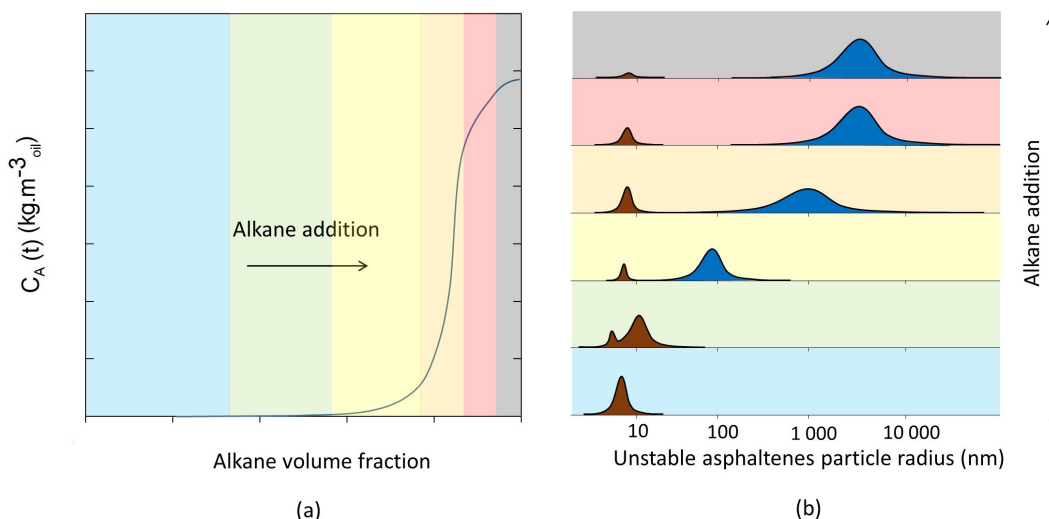 C_A (t) (kg.m⁻³_oil)
Alkane addition
Alkane volume fraction
(a)
10 100 1 000 10 000
Unstable asphaltenes particle radius (nm)
(b)
Alkane addition